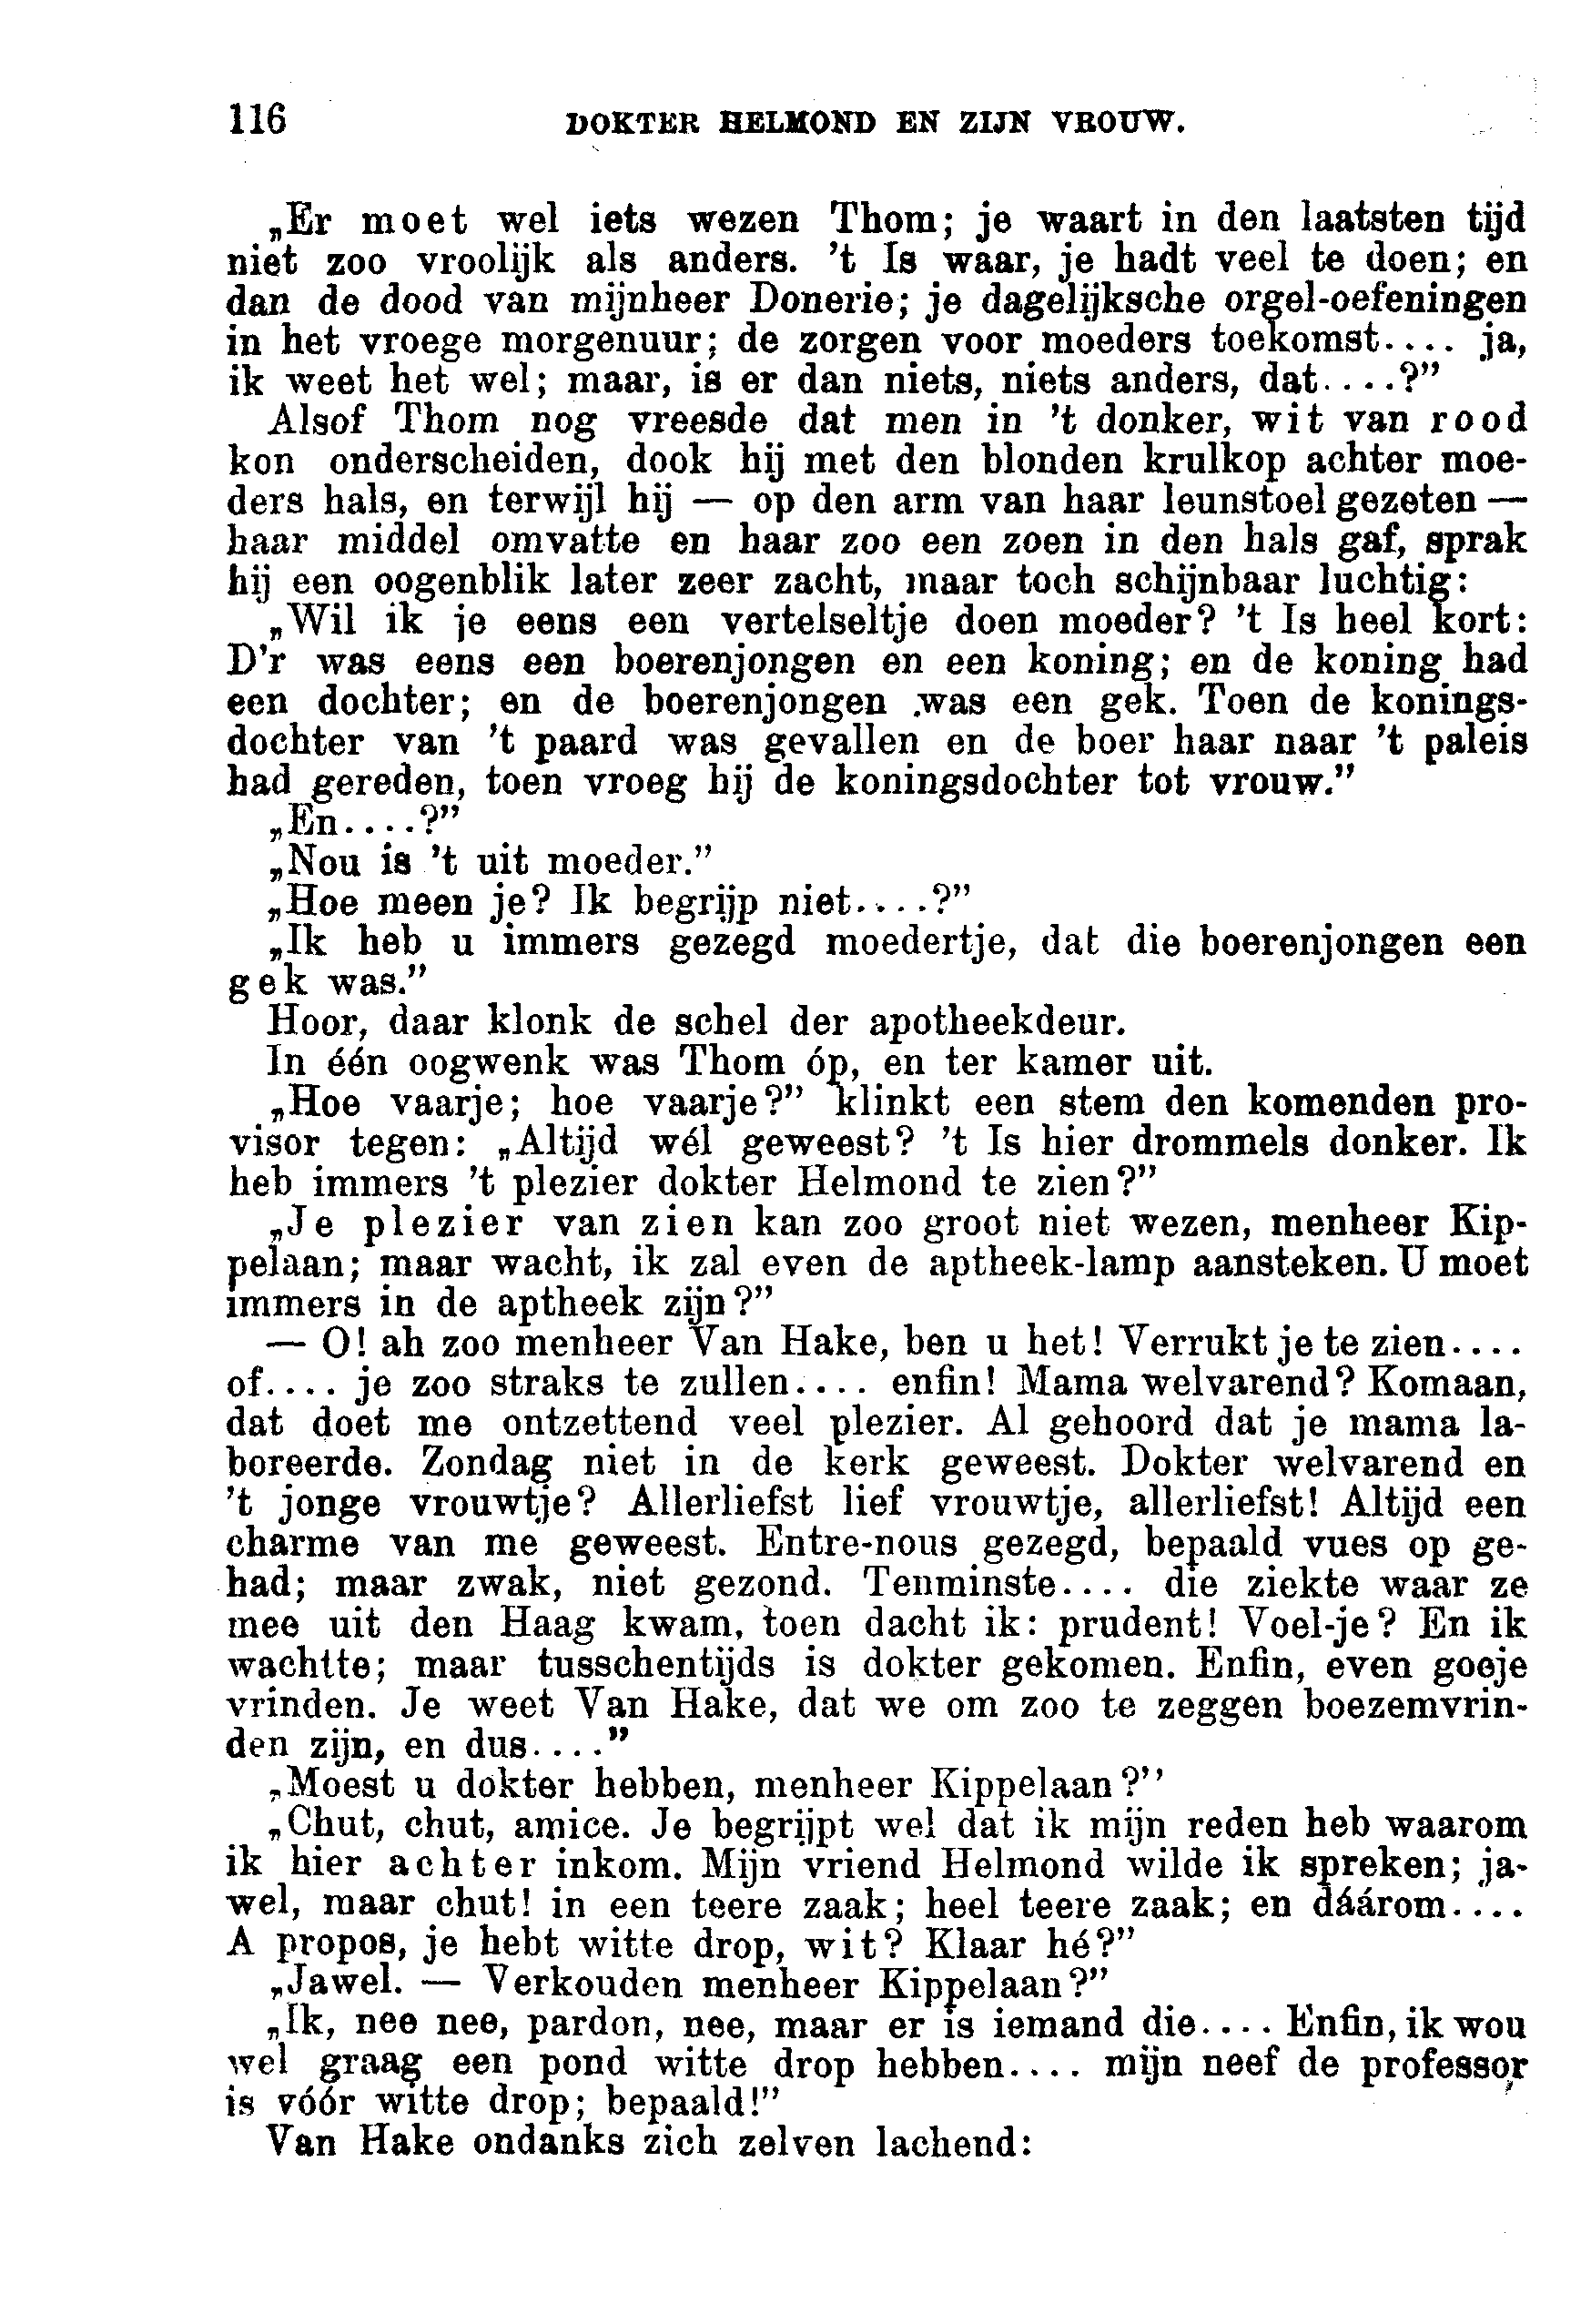 116 DOKTER HELMOND EN ZIJN VROUW.
„Er moet wel iets wezen Thom; je waart in den laatsten tijd
niet zoo vroolijk als anders. 't Is waar, je hadt veel te doen; en
dan de dood van mijnheer Donerie; je dagelijksche orgel-oefeningen
in het vroege morgenuur; de zorgen voor moeders toekomst.... ja,
ik weet het wel; maar, is er dan niets, niets anders, dat....?”
Alsof Thom nog vreesde dat men in 't donker, wit van rood
kon onderscheiden, dook hij met den blonden krulkop achter moe-
ders hals, en terwijl hij — op den arm van haar leunstoel gezeten —
haar middel omvatte en haar zoo een zoen in den hals gaf, sprak
hij een oogenblik later zeer zacht, maar toch schijnbaar luchtig:
„Wil ik je eens een vertelseltje doen moeder? 't Is heel kort:
D'r was eens een boerenjongen en een koning; en de koning had
een dochter; en de boerenjongen .was een gek. Toen de konings-
dochter van 't paard was gevallen en de boer haar naar 't paleis
had gereden, toen vroeg hij de koningsdochter tot vrouw.”
„En....?”
„Nou is 't uit moeder.”
„Hoe meen je? Ik begrijp niet....?”
„Ik heb u immers gezegd moedertje, dat die boerenjongen een
gek was.”
Hoor, daar klonk de schel der apotheekdeur.
In één oogwenk was Thom óp, en ter kamer uit.
„Hoe vaarje; hoe vaarje?” klinkt een stem den komenden pro-
visor tegen: „Altijd wél geweest? 't Is hier drommels donker. Ik
heb immers 't plezier dokter Helmond te zien?”
„Je plezier van zien kan zoo groot niet wezen, menheer Kip-
pelaan; maar wacht, ik zal even de aptheek-lamp aansteken. U moet
immers in de aptheek zijn?”
— O! ah zoo menheer Van Hake, ben u het! Verrukt je te zien....
of.... je zoo straks te zullen.... enfin! Mama welvarend? Komaan,
dat doet me ontzettend veel plezier. Al gehoord dat je mama la-
boreerde. Zondag niet in de kerk geweest. Dokter welvarend en
't jonge vrouwtje? Allerliefst lief vrouwtje, allerliefst! Altijd een
charme van me geweest. Entre-nous gezegd, bepaald vues op ge-
had; maar zwak, niet gezond. Tenminste.... die ziekte waar ze
mee uit den Haag kwam, toen dacht ik: prudent! Voel-je? En ik
wachtte; maar tusschentijds is dokter gekomen. Enfin, even goeje
vrinden. Je weet Van Hake, dat we om zoo te zeggen boezemvrin-
den zijn, en dus....”
„Moest u dokter hebben, menheer Kippelaan?”
„Chut, chut, amice. Je begrijpt wel dat ik mijn reden heb waarom
ik hier achter inkom. Mijn vriend Helmond wilde ik spreken; ja-
wel, maar chut! in een teere zaak; heel teere zaak; en dáárom....
A propos, je hebt witte drop, wit? Klaar hé?”
„Jawel. — Verkouden menheer Kippelaan?”
„Ik, nee nee, pardon, nee, maar er is iemand die.... Enfin, ik wou
wel graag een pond witte drop hebben.... mijn neef de professor
is vóór witte drop; bepaald!”
Van Hake ondanks zich zelven lachend: